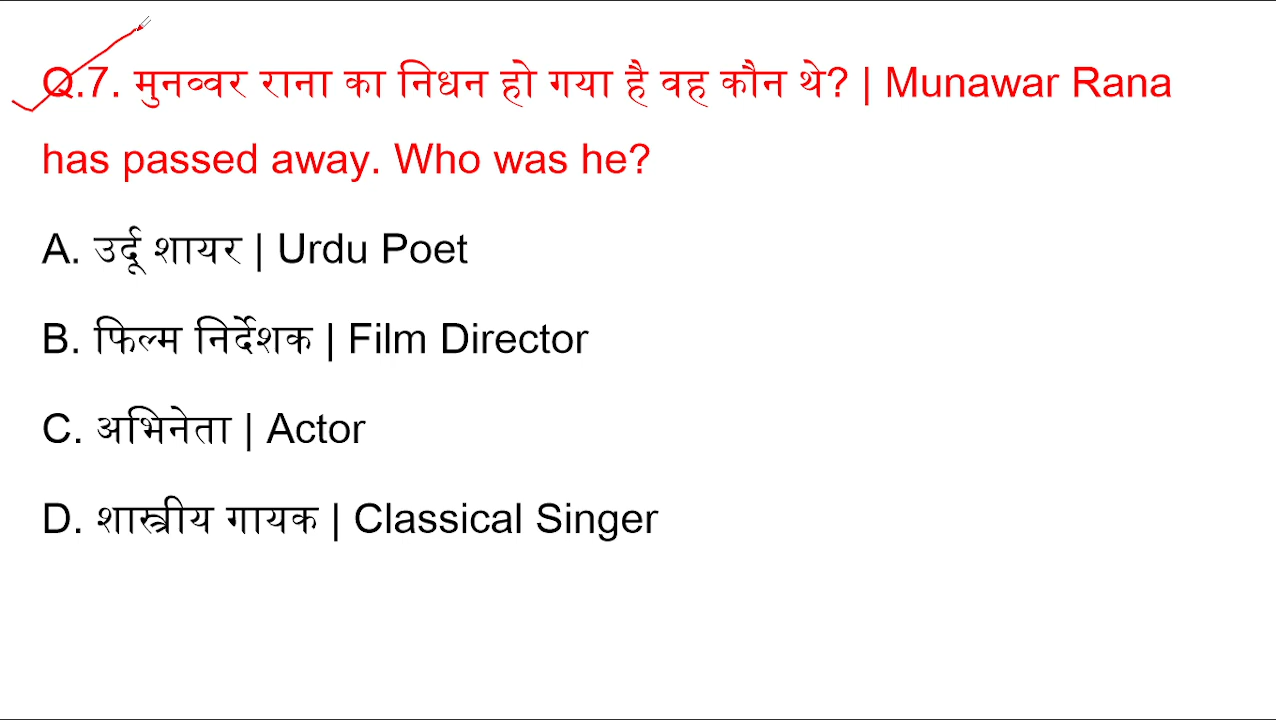 Q.7. मुनव्वर राना का निधन हो गया है वह कौन थे? | Munawar Rana
has passed away. Who was he?
A. उर्दू शायर | Urdu Poet
B. फिल्म निर्देशक | Film Director
C. अभिनेता | Actor
D. शास्त्रीय गायक | Classical Singer